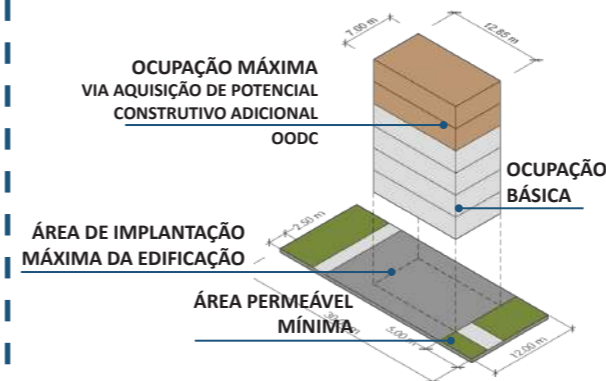 7.00 m
12.85 m
OCUPAÇÃO MÁXIMA
VIA AQUISIÇÃO DE POTENCIAL
CONSTRUTIVO ADICIONAL
OODC
OCUPAÇÃO
BÁSICA
2.50 m
ÁREA DE IMPLANTAÇÃO
MÁXIMA DA EDIFICAÇÃO
ÁREA PERMEÁVEL
MÍNIMA
5.00 m
12.00 m